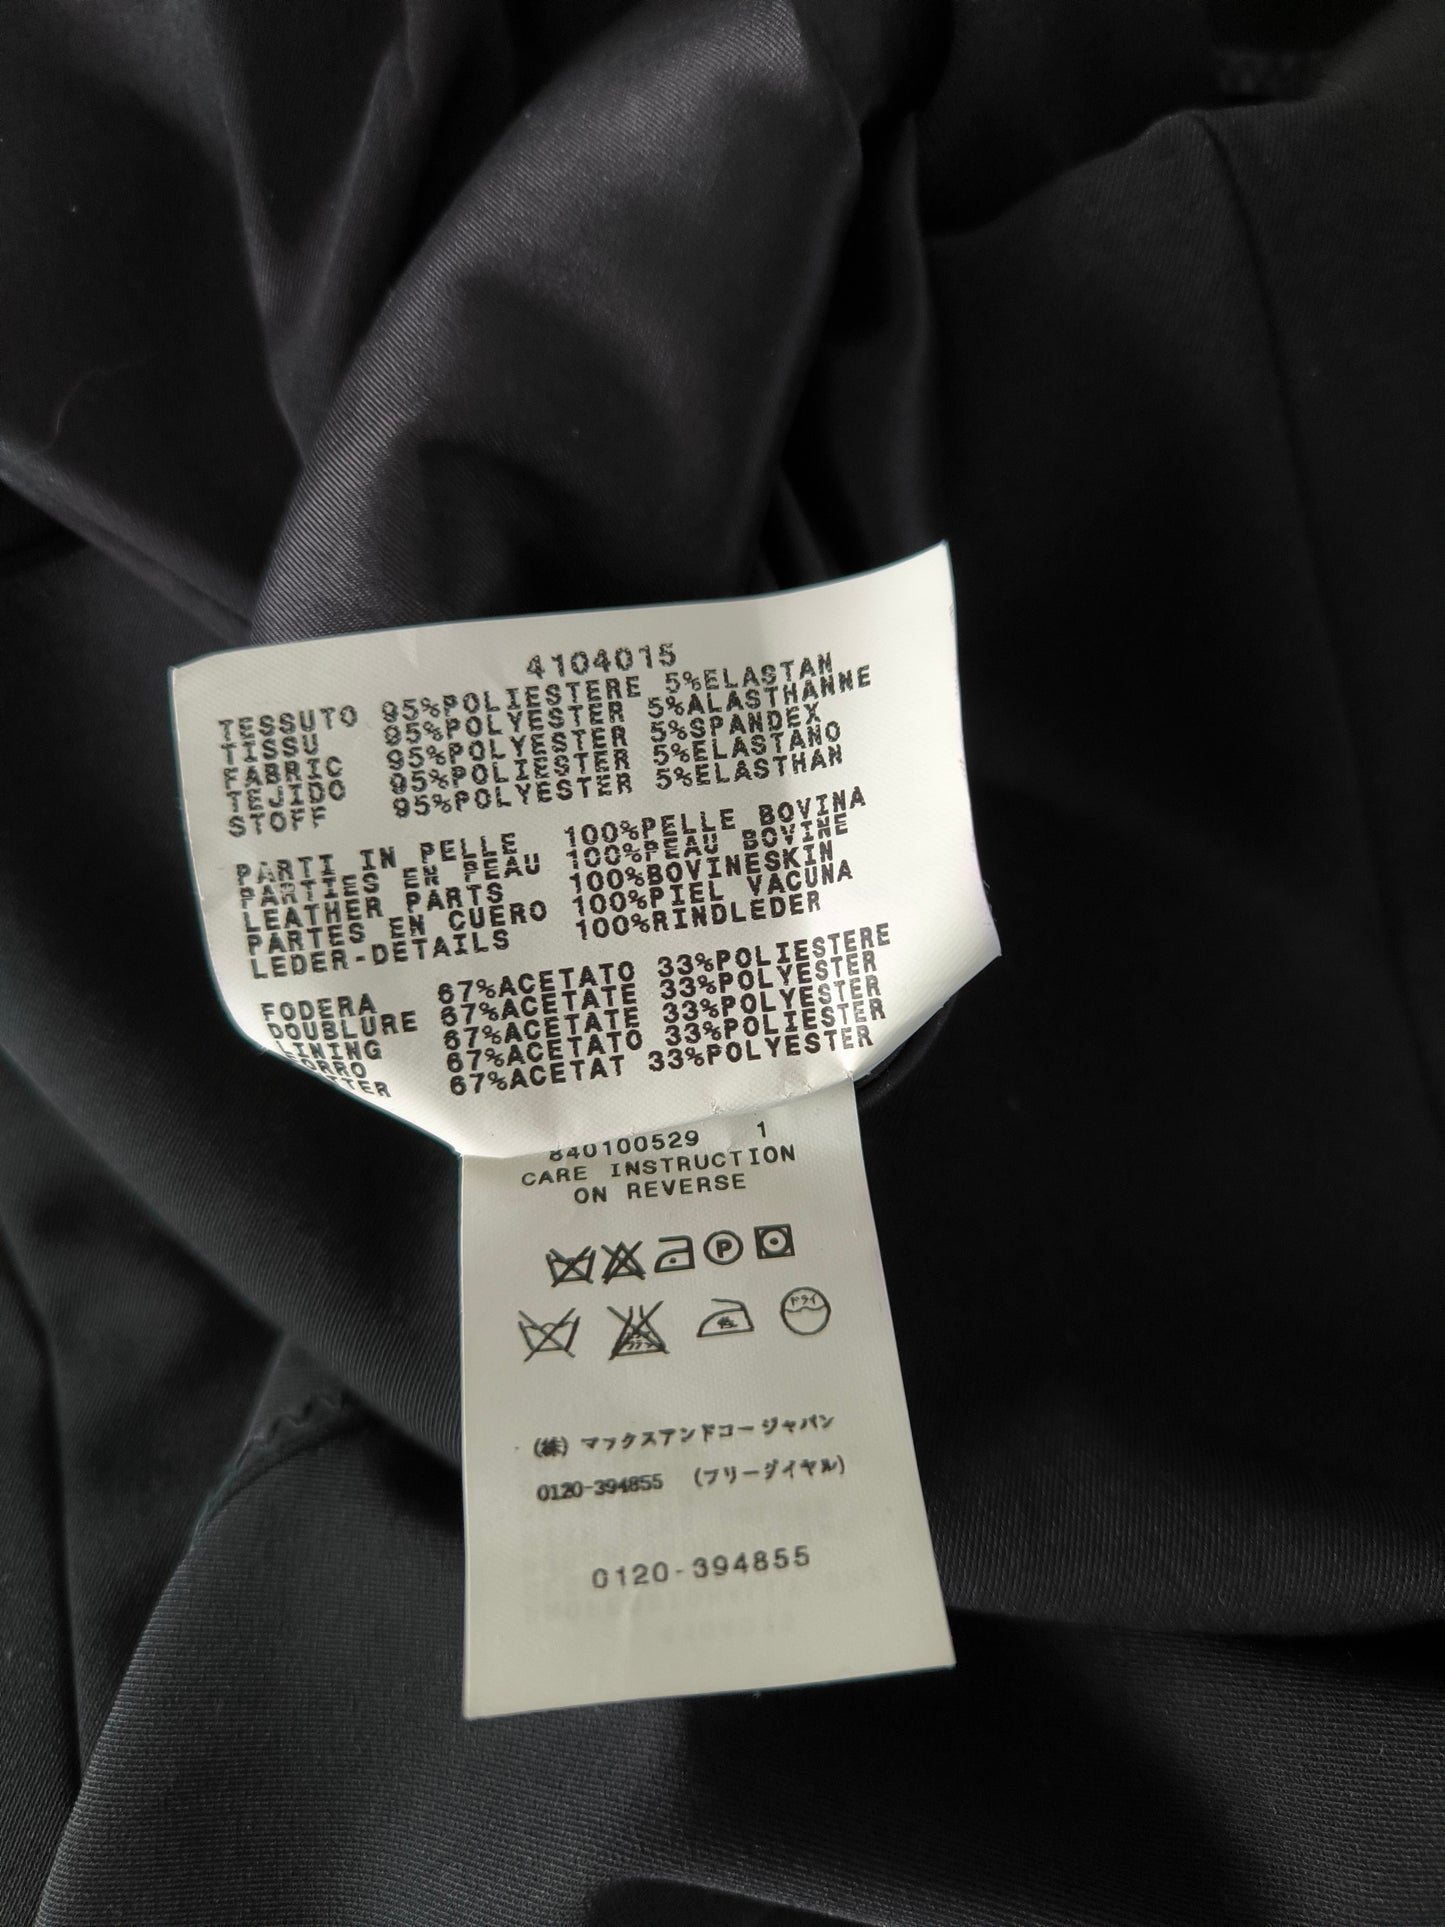 4104015
TESSUTO 95%POLIESTERE 5%ELASTAN
TISSU 95%POLYESTER 5%ALASTHANNE
FABRIC 95%POLYESTER 5%SPANDEX
TEJIDO 95%POLIESTER 5%ELASTANO
STOFF 95%POLYESTER 5%ELASTHAN
PARTI IN PELLE 100%PELLE BOVINA
PARTIES EN PEAU 100%PEAU BOVINE
LEATHER PARTS 100%BOVINESKIN
PARTES EN CUERO 100%PIEL VACUNA
LEDER-DETAILS 100%RINDLEDER
FODERA 67%ACETATO 33%POLIESTERE
DOUBLURE 67%ACETATE 33%POLYESTER
LINING 67%ACETATE 33%POLYESTER
67%ACETATO 33%POLIESTER
67%ACETAT 33%POLYESTER
840100529 1
CARE INSTRUCTION
ON REVERSE
P
ドライ
(株) マックスアンドコー ジャパン
0120-394855 (フリーダイヤル)
0120-394855